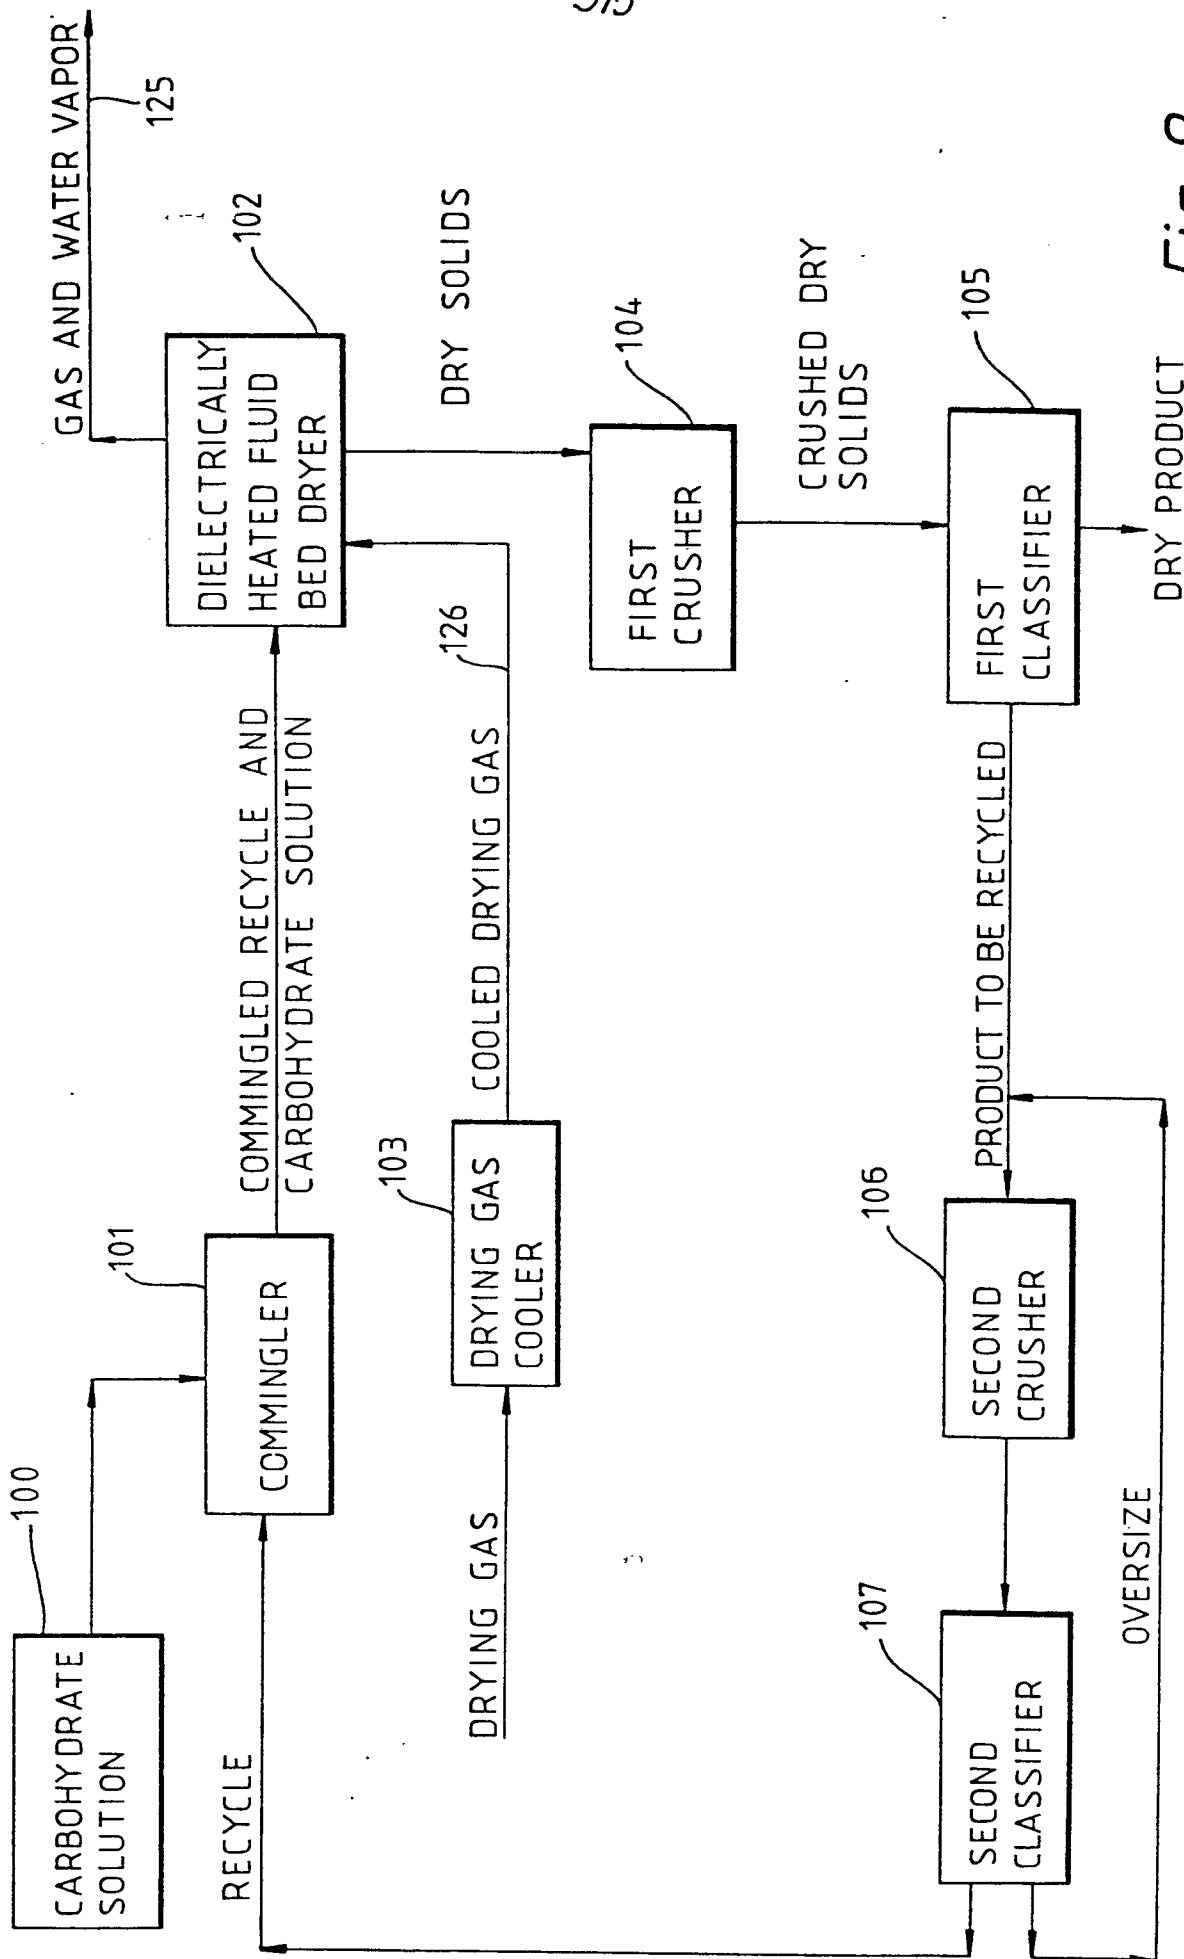 CARBOHYDRATE
SOLUTION
100
RECYCLE
COMMINGLER
101
COMMINGLED RECYCLE AND
CARBOHYDRATE SOLUTION
GAS AND WATER VAPOR
125
DIELECTRICALLY
HEATED FLUID
BED DRYER
102
DRYING GAS
DRYING GAS
COOLER
103
COOLED DRYING GAS
126
DRY SOLIDS
FIRST
CRUSHER
104
CRUSHED DRY
SOLIDS
FIRST
CLASSIFIER
105
DRY PRODUCT
PRODUCT TO BE RECYCLED
SECOND
CRUSHER
106
SECOND
CLASSIFIER
107
OVERSIZE